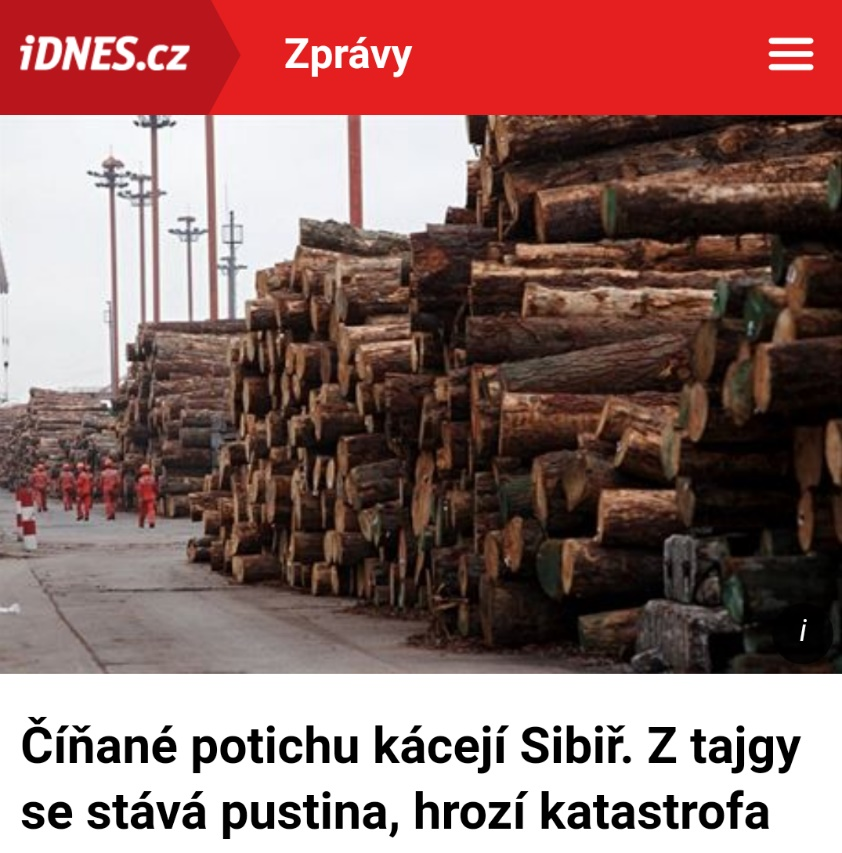 iDNES.cz Zprávy
i
Číňané potichu kácejí Sibiř. Z tajgy
se stává pustina, hrozí katastrofa